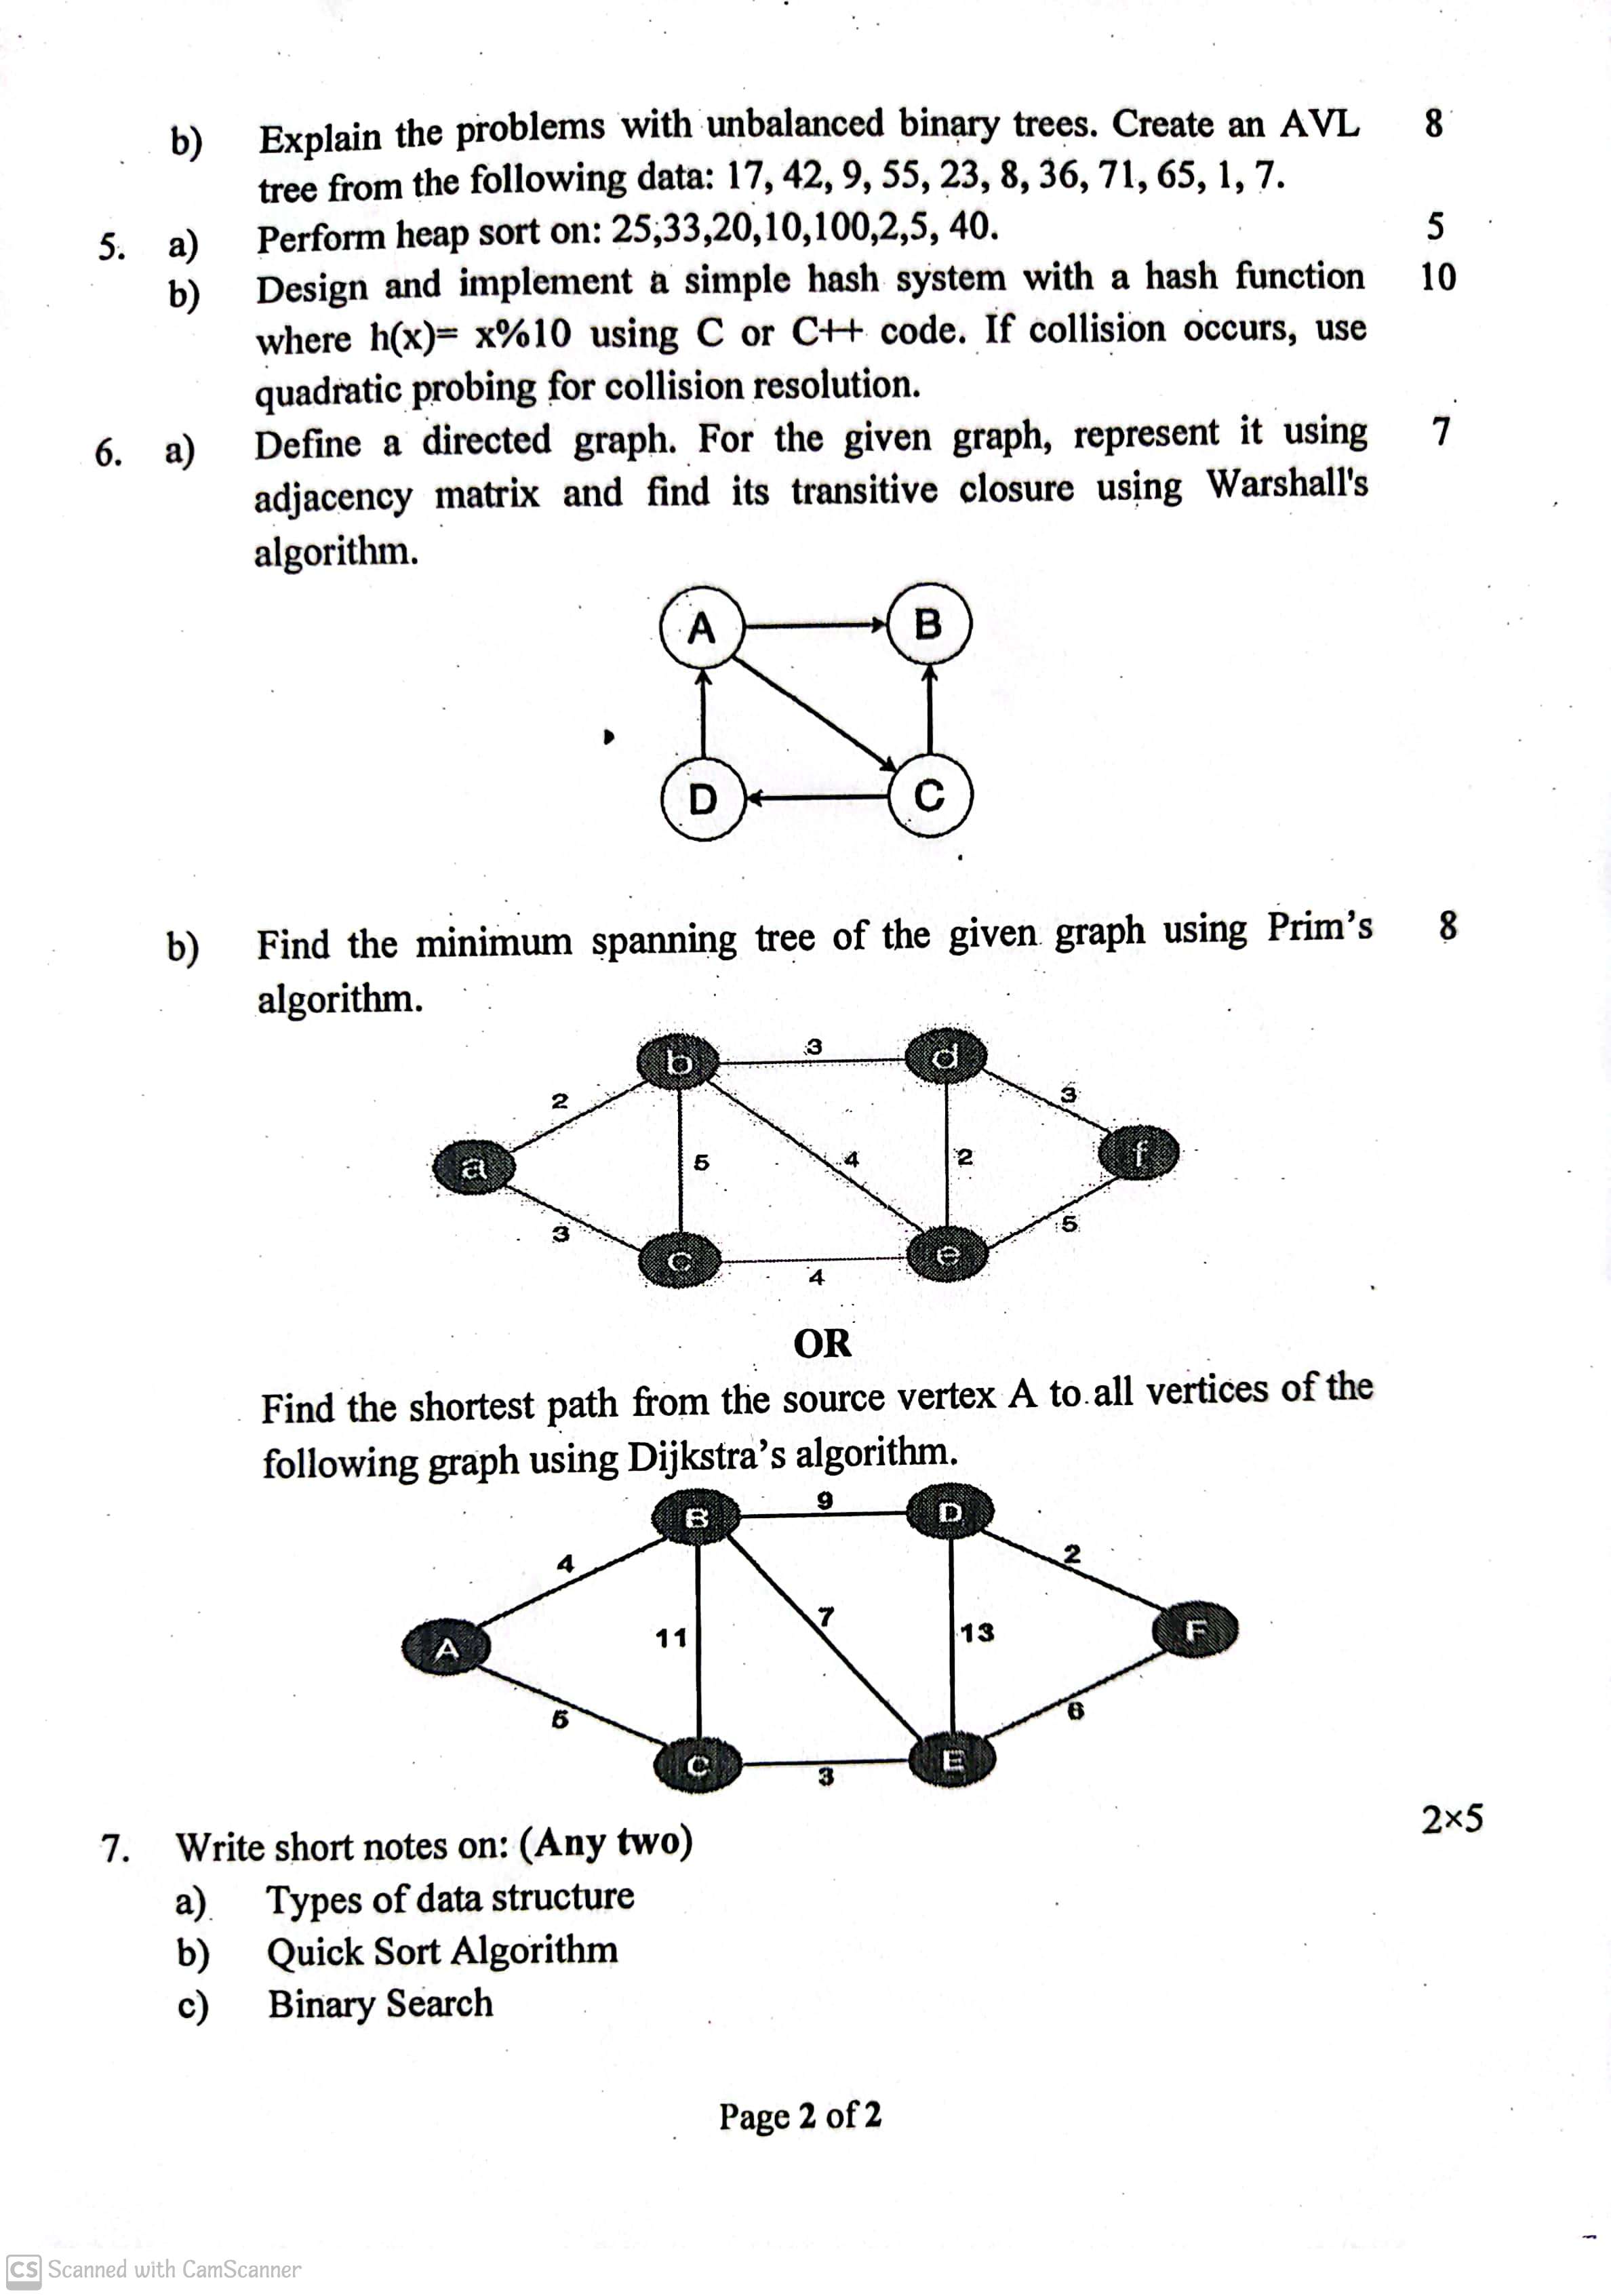 b) Explain the problems with unbalanced binary trees. Create an AVL 8
tree from the following data: 17, 42, 9, 55, 23, 8, 36, 71, 65, 1, 7.
5. a) Perform heap sort on: 25;33,20,10,100,2,5, 40. 5
b) Design and implement a simple hash system with a hash function 10
where h(x)= x%10 using C or C++ code. If collision occurs, use
quadratic probing for collision resolution.
6. a) Define a directed graph. For the given graph, represent it using 7
adjacency matrix and find its transitive closure using Warshall's
algorithm.
A B
D C
b) Find the minimum spanning tree of the given graph using Prim's 8
algorithm.
b 3 d
2 3
a 5 4 2 f
3 5
c 4 e
OR
Find the shortest path from the source vertex A to all vertices of the
following graph using Dijkstra's algorithm.
B 9 D
4 2
A 11 7 13 F
5 6
C 3 E
2×5
7. Write short notes on: (Any two)
a) Types of data structure
b) Quick Sort Algorithm
c) Binary Search
Page 2 of 2
CS Scanned with CamScanner